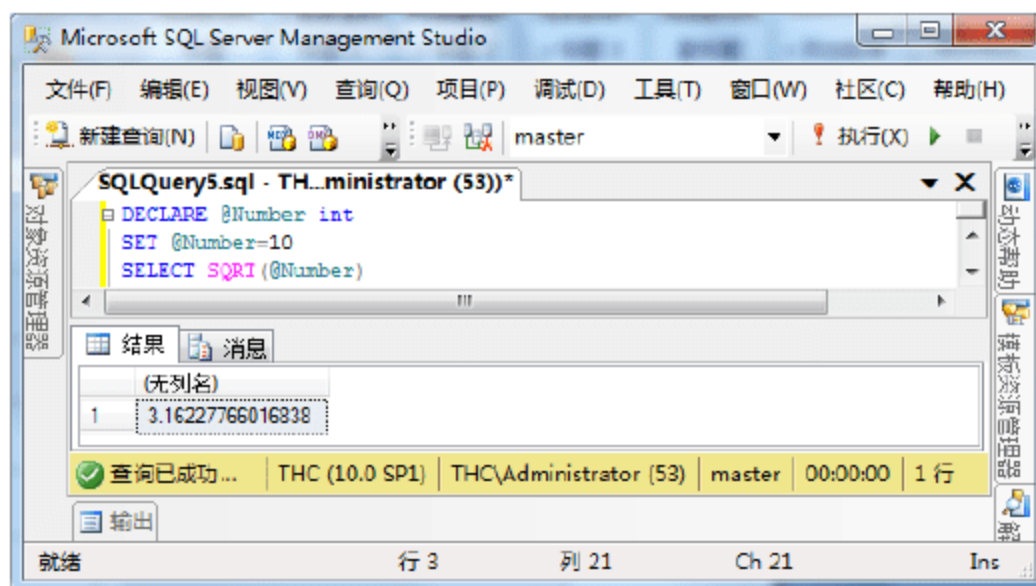 Microsoft SQL Server Management Studio
文件(F) 编辑(E) 视图(V) 查询(Q) 项目(P) 调试(D) 工具(T) 窗口(W) 社区(C) 帮助(H)
新建查询(N) master 执行(X)
SQLQuery5.sql - TH...ministrator (53))*
DECLARE @Number int
SET @Number=10
SELECT SQRT(@Number)
对象资源管理器
动态帮助
模板资源管理器
解
结果 消息
(无列名)
1 3.16227766016838
查询已成功... THC (10.0 SP1) THC\Administrator (53) master 00:00:00 1 行
输出
就绪 行 3 列 21 Ch 21 Ins